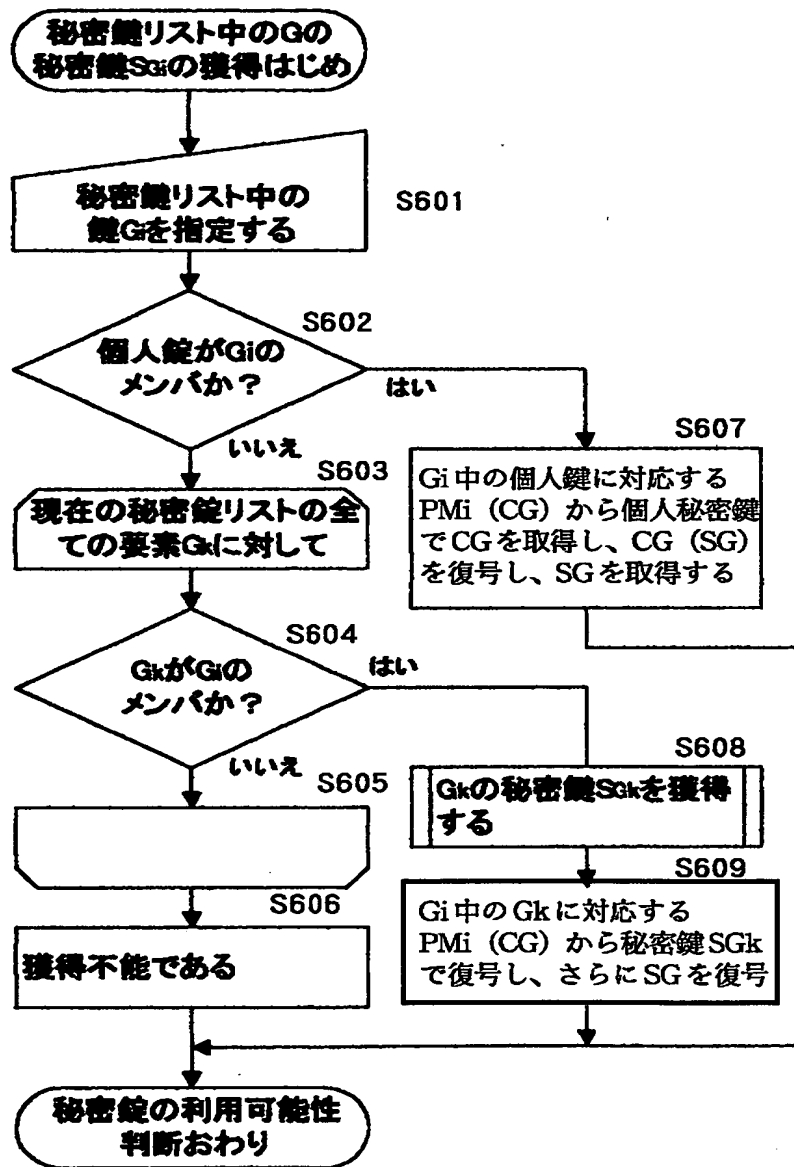 秘密鍵リスト中のGの
秘密鍵SGiの獲得はじめ
秘密鍵リスト中の
鍵Giを指定する
S601
S602
個人錠がGiの
メンバか？
はい
いいえ
S607
Gi中の個人鍵に対応する
PMi（CG）から個人秘密鍵
でCGを取得し、CG（SG）
を復号し、SGを取得する
S603
現在の秘密錠リストの全
ての要素Gkに対して
S604
GkがGiの
メンバか？
はい
いいえ
S608
Gkの秘密鍵SGkを獲得
する
S605
S609
Gi中のGkに対応する
PMi（CG）から秘密鍵SGk
で復号し、さらにSGを復号
S606
獲得不能である
秘密錠の利用可能性
判断おわり